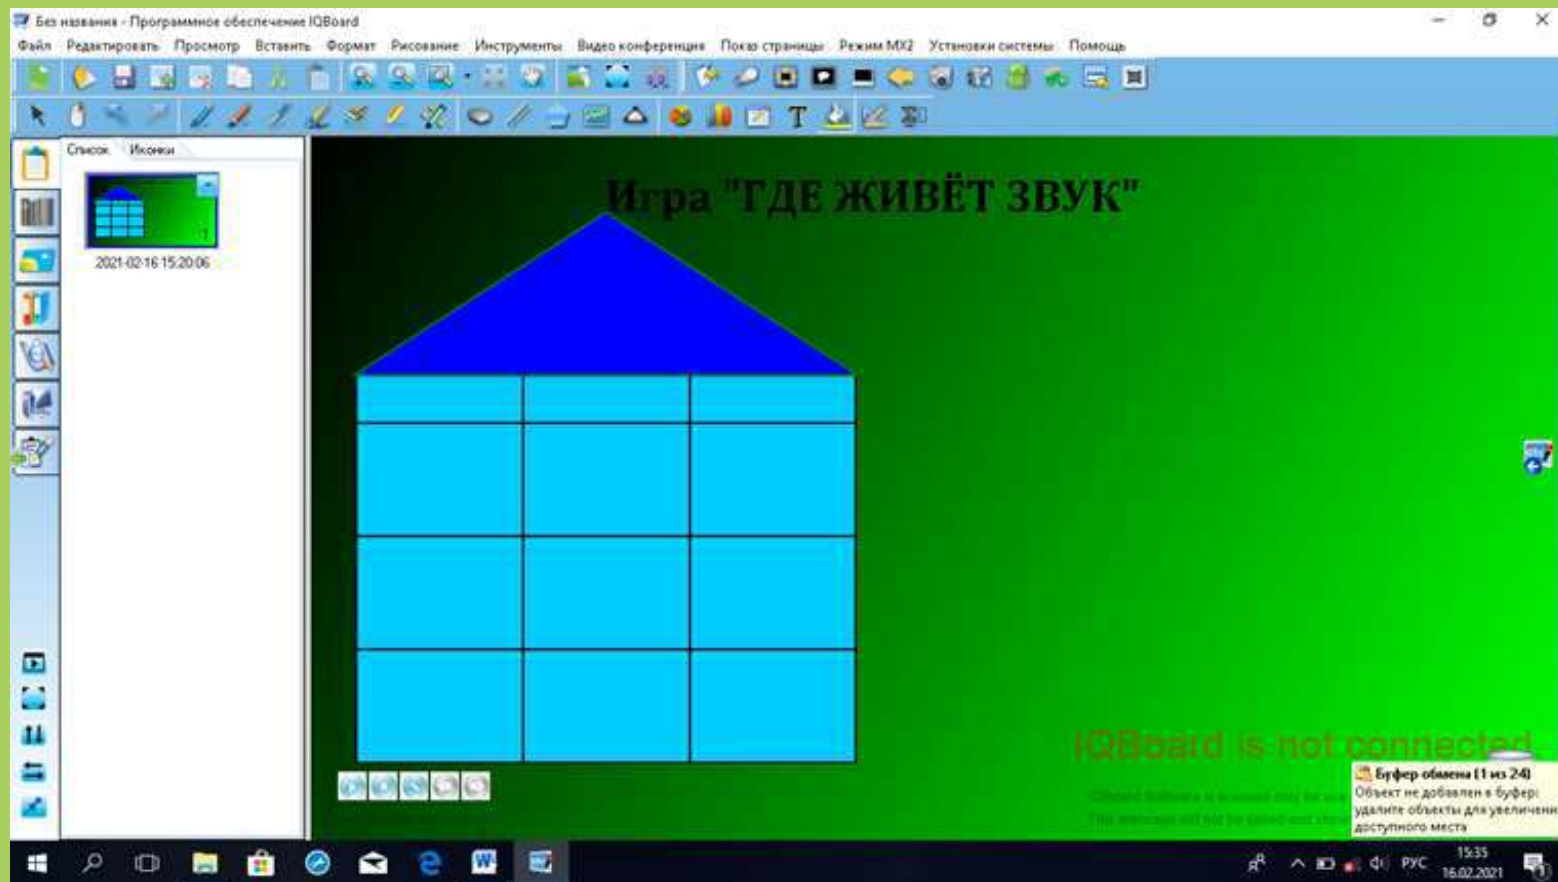 Без названия - Программное обеспечение IQBoard
Файл Редактировать Просмотр Вставить Формат Рисование Инструменты Видео конференция Показ страницы Режим MX2 Установки системы Помощь
Список Иконки
1
2021-02-16 15:20:06
Игра "ГДЕ ЖИВЁТ ЗВУК"
IQBoard is not connected
Буфер обмена (1 из 24)
Объект не добавлен в буфер:
удалите объекты для увеличени
доступного места
РУС
15:35
16.02.2021